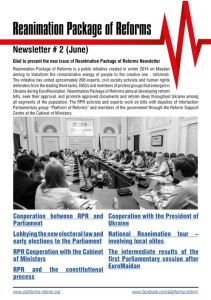 Reanimation Package of Reforms
Newsletter # 2 (June)
Glad to present the new issue of Reanimation Package of Reforms Newsletter
Reanimation Package of Reforms is a public initiative created in winter 2014 on Maydan
aiming to transform the remonstrative energy of people to the creative one - reformist.
The initiative has united approximately 200 experts, civil society activists and human rights
defenders from the leading think tanks, NGOs and members of protest groups that emerged in
Ukraine during EuroRevolution. Reanimation Package of Reforms aims at developing reform
bills, seek their approval, and promote approved documents and reform ideas throughout Ukraine among
all segments of the population. The RPR activists and experts work on bills with deputies of Interfaction
Parliamentary group "Platform of Reforms" and members of the government through the Reform Support
Centre at the Cabinet of Ministers.
Cooperation between RPR and
Parliament
Lobbying the new electoral law and
early elections to the Parliament
RPR Cooperation with the Cabinet
of Ministers
RPR and the constitutional
process
Cooperation with the President of
Ukraine
National Reanimation tour –
involving local elites
The intermediate results of the
first Parliamentary session after
EuroMaidan
www.platforma-reform.org
www.facebook.com/platforma.reform